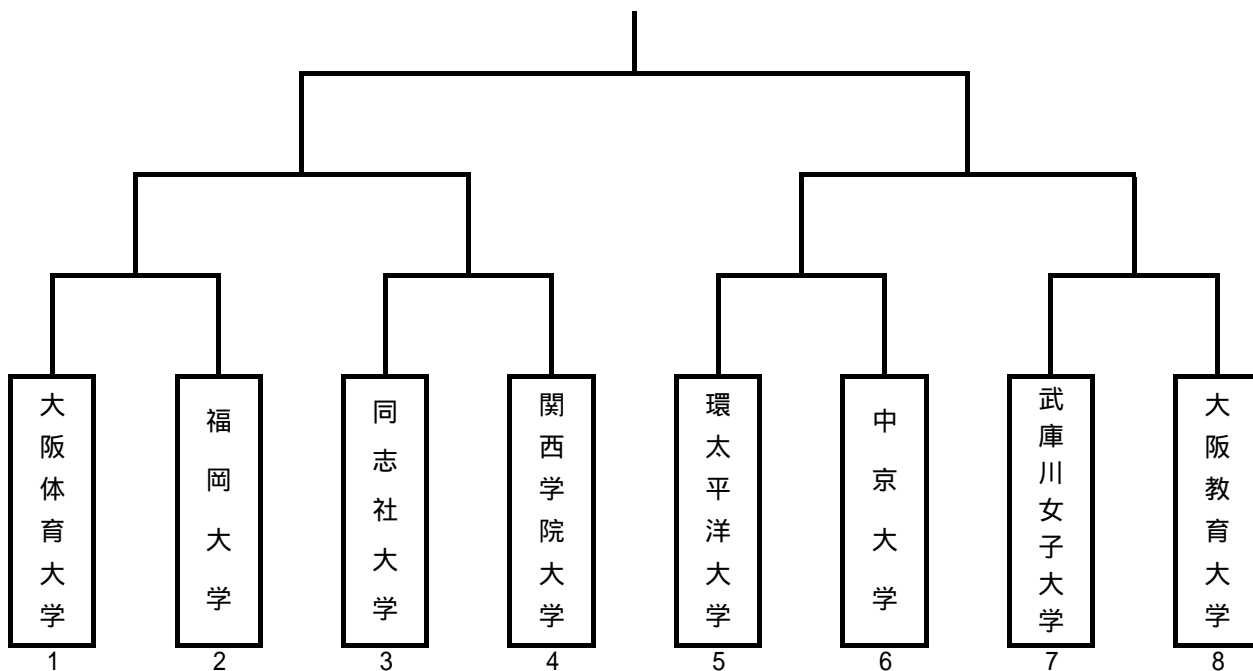 大阪体育大学
福岡大学
同志社大学
関西学院大学
環太平洋大学
中京大学
武庫川女子大学
大阪教育大学
1
2
3
4
5
6
7
8